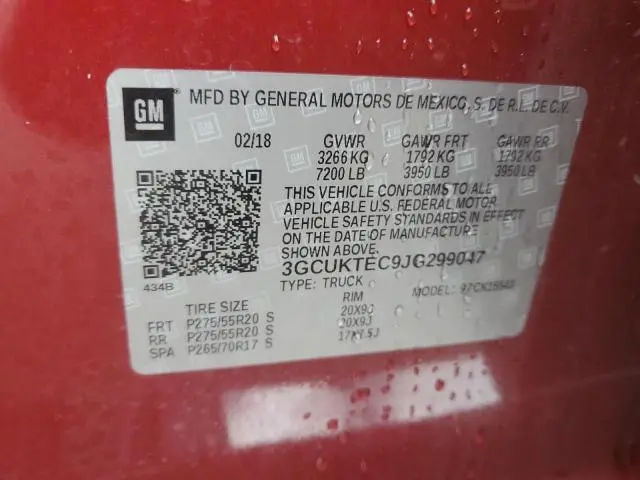 GM MFD BY GENERAL MOTORS DE MEXICO, S. DE R.L. DE C.V.
02/18 GVWR GAWR FRT GAWR RR
3266 KG 1792 KG 1792 KG
7200 LB 3950 LB 3950 LB
THIS VEHICLE CONFORMS TO ALL
APPLICABLE U.S. FEDERAL MOTOR
VEHICLE SAFETY STANDARDS IN EFFECT
ON THE DATE OF MANUFACTURE
SHOWN ABOVE.
434B 3GCUKTEC9JG299047
TYPE: TRUCK MODEL:
TIRE SIZE RIM
FRT P275/55R20 S 20X9J
RR P275/55R20 S 20X9J
SPA P265/70R17 S 17X7.5J